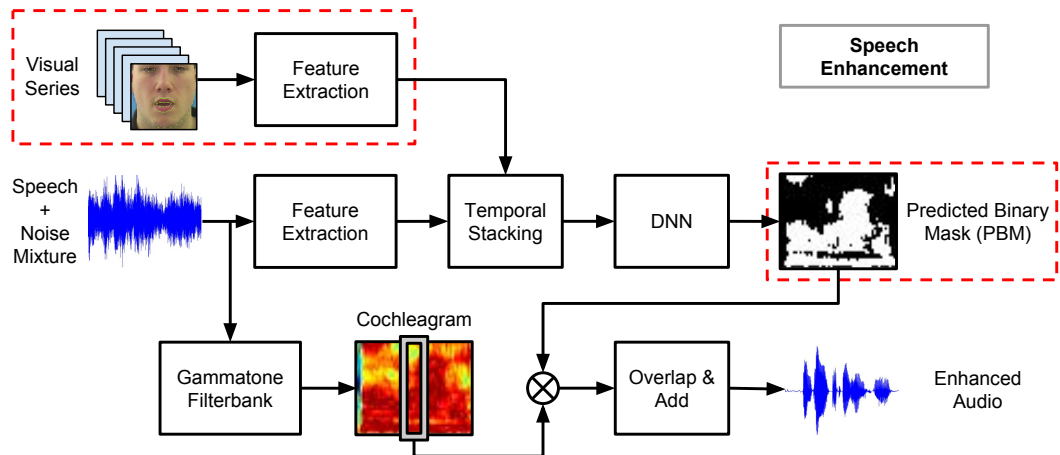 Visual
Series
Feature
Extraction
Speech
Enhancement
Speech
+
Noise
Mixture
Feature
Extraction
Temporal
Stacking
DNN
Predicted Binary
Mask (PBM)
Cochleagram
Gammatone
Filterbank
Overlap &
Add
Enhanced
Audio